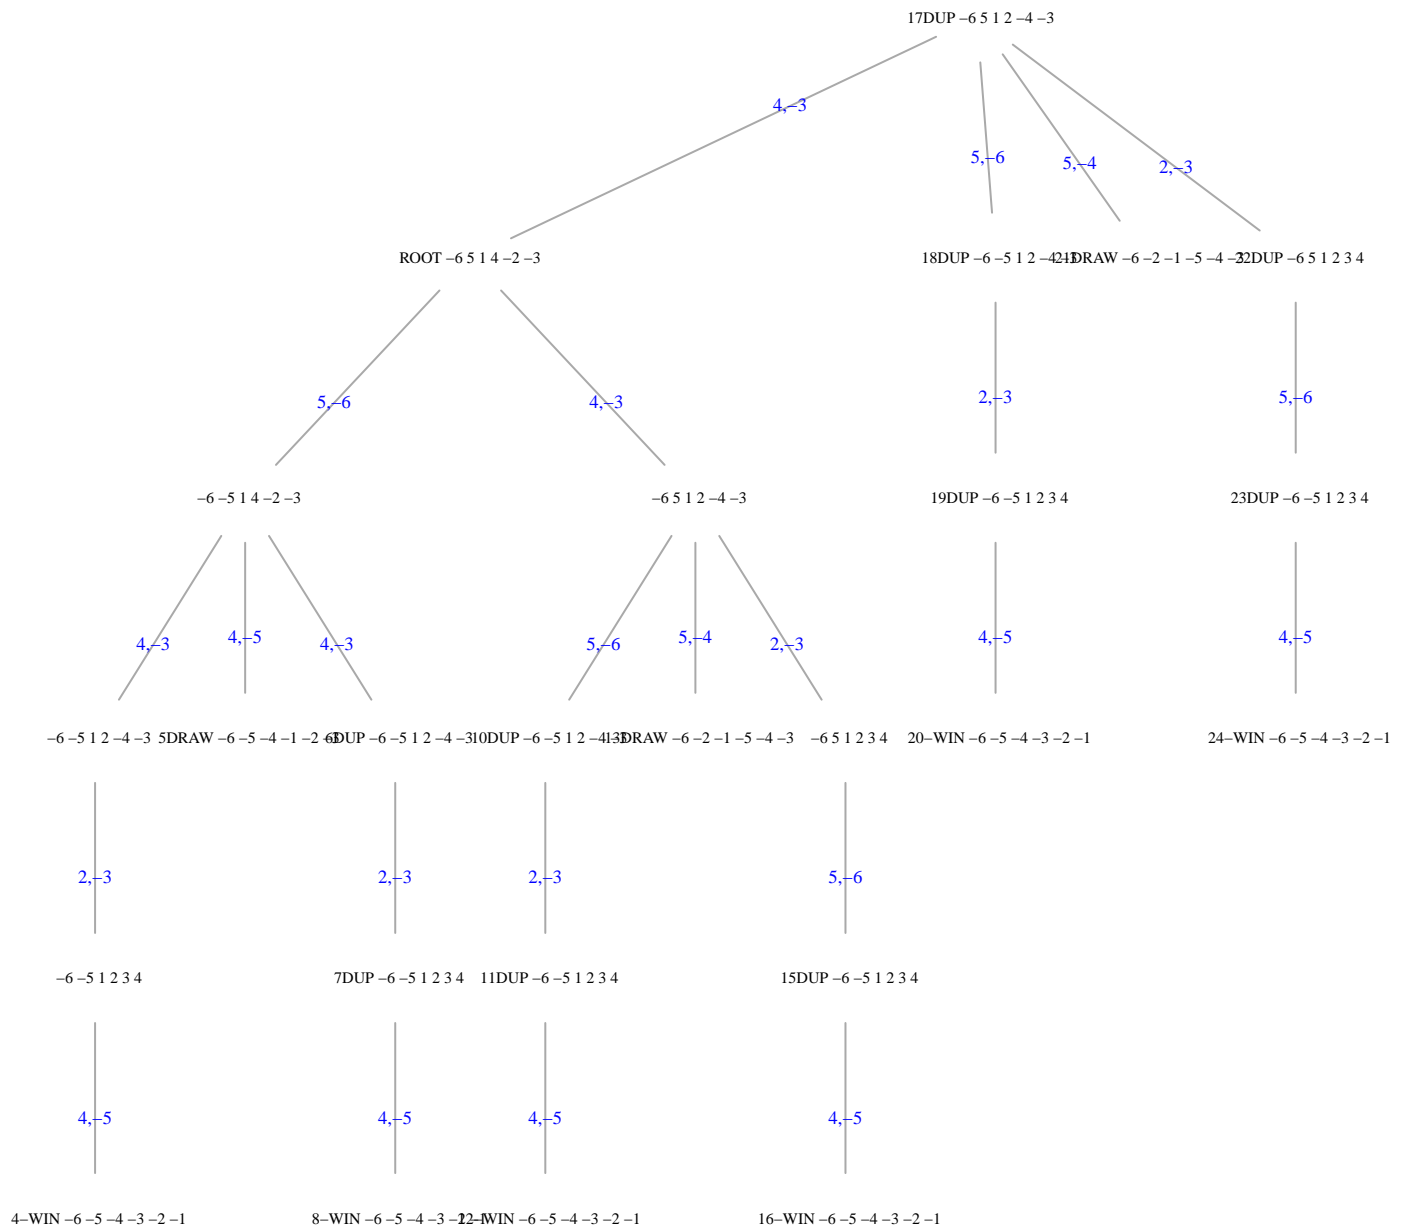 17DUP –6 5 1 2 –4 –3
4,–3
5,–6
5,–4
2,–3
ROOT –6 5 1 4 –2 –3
18DUP –6 –5 1 2 –4 –3
21DRAW –6 –2 –1 –5 –4 –3
22DUP –6 5 1 2 3 4
5,–6
4,–3
2,–3
5,–6
–6 –5 1 4 –2 –3
–6 5 1 2 –4 –3
19DUP –6 –5 1 2 3 4
23DUP –6 –5 1 2 3 4
4,–3
4,–5
4,–3
5,–6
5,–4
2,–3
4,–5
4,–5
–6 –5 1 2 –4 –3
5DRAW –6 –5 –4 –1 –2 –3
6DUP –6 –5 1 2 –4 –3
10DUP –6 –5 1 2 –4 –3
13DRAW –6 –2 –1 –5 –4 –3
–6 5 1 2 3 4
20–WIN –6 –5 –4 –3 –2 –1
24–WIN –6 –5 –4 –3 –2 –1
2,–3
2,–3
2,–3
5,–6
–6 –5 1 2 3 4
7DUP –6 –5 1 2 3 4
11DUP –6 –5 1 2 3 4
15DUP –6 –5 1 2 3 4
4,–5
4,–5
4,–5
4,–5
4–WIN –6 –5 –4 –3 –2 –1
8–WIN –6 –5 –4 –3 –2 –1
12–WIN –6 –5 –4 –3 –2 –1
16–WIN –6 –5 –4 –3 –2 –1